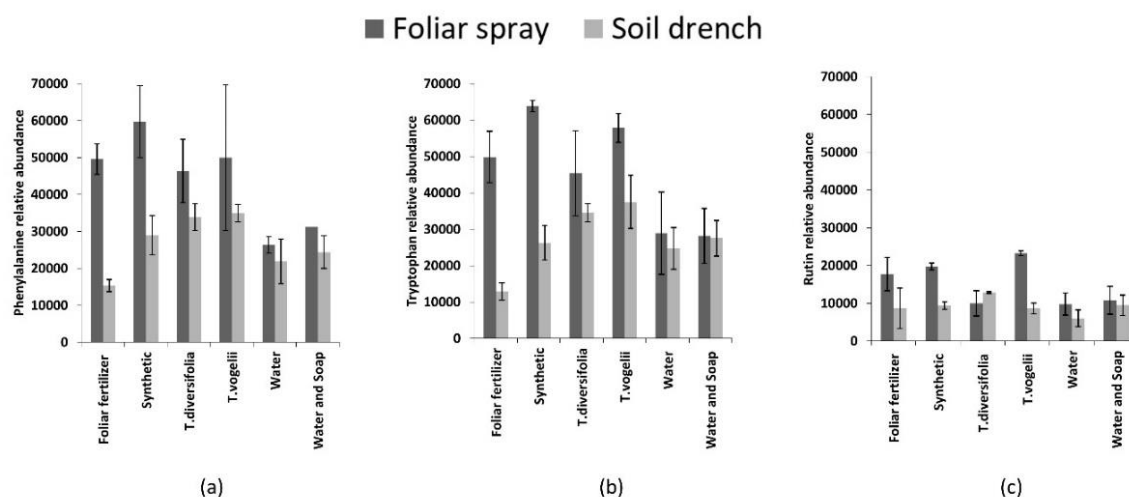 Foliar spray Soil drench
Phenylalanine relative abundance
70000
60000
50000
40000
30000
20000
10000
0
Foliar fertilizer
Synthetic
T.diversifolia
T.vogelii
Water
Water and Soap
(a)
Tryptophan relative abundance
70000
60000
50000
40000
30000
20000
10000
0
Foliar fertilizer
Synthetic
T.diversifolia
T.vogelii
Water
Water and Soap
(b)
Rutin relative abundance
70000
60000
50000
40000
30000
20000
10000
0
Foliar fertilizer
Synthetic
T.diversifolia
T.vogelii
Water
Water and Soap
(c)